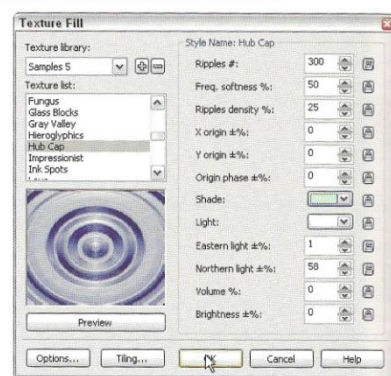 Texture Fill
Texture library:
Samples 5
Texture list:
Fungus
Glass Blocks
Gray Valley
Hieroglyphics
Hub Cap
Impressionist
Ink Spots
Preview
Style Name: Hub Cap
Ripples #: 300
Freq. softness %: 50
Ripples density %: 25
X origin ±%: 0
Y origin ±%: 0
Origin phase ±%: 0
Shade:
Light:
Eastern light ±%: 1
Northern light ±%: 58
Volume %: 0
Brightness ±%: 0
Options... Tiling... OK Cancel Help